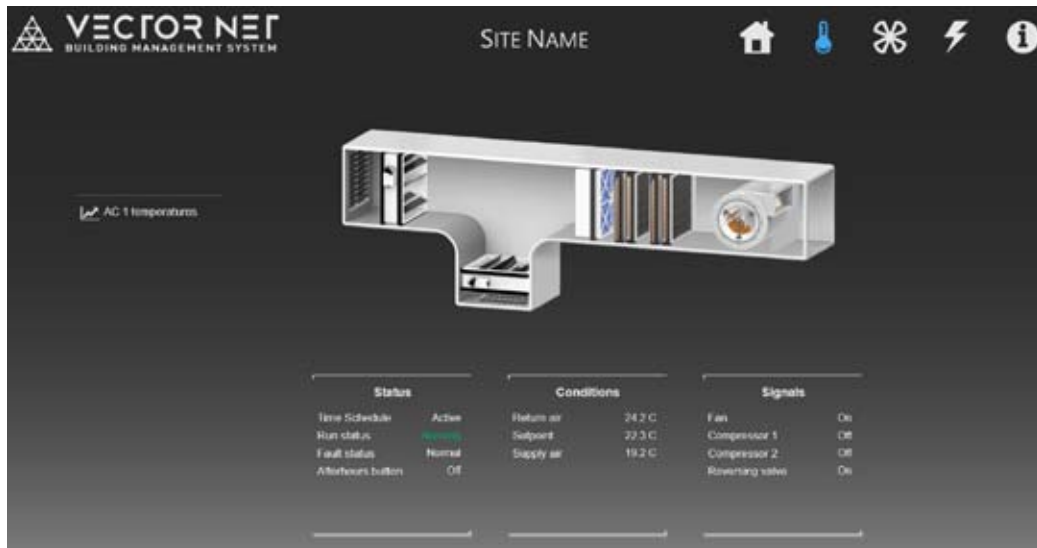 VECTOR NET
BUILDING MANAGEMENT SYSTEM
SITE NAME
AC 1 temperatures
Status
Time Schedule Active
Run status Running
Fault status Normal
Afterhours button Off
Conditions
Return air 24.2 C
Setpoint 22.3 C
Supply air 19.2 C
Signals
Fan On
Compressor 1 Off
Compressor 2 Off
Reversing valve On